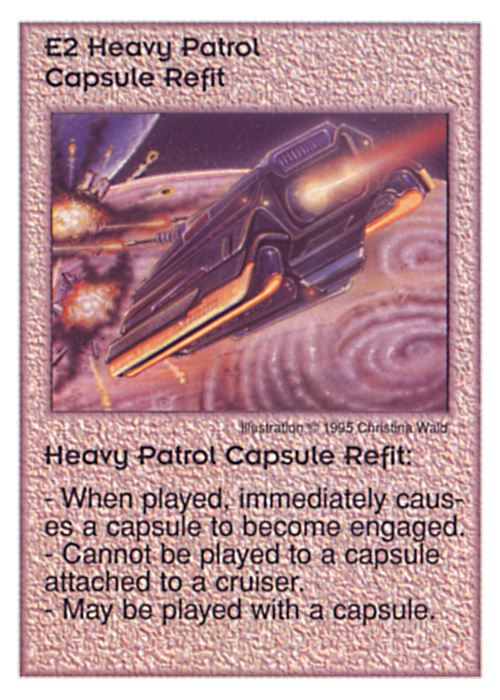 E2 Heavy Patrol
Capsule Refit
Illustration © 1995 Christina Wald
Heavy Patrol Capsule Refit:
- When played, immediately caus-
es a capsule to become engaged.
- Cannot be played to a capsule
attached to a cruiser.
- May be played with a capsule.